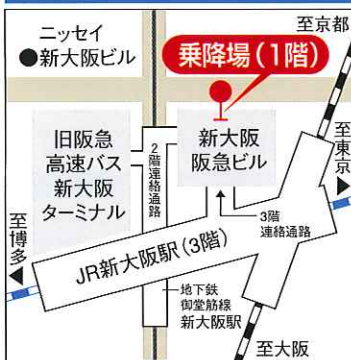 至京都
ニッセイ
●新大阪ビル
乗降場(1階)
旧阪急
高速バス
新大阪
ターミナル
2階連絡通路
新大阪
阪急ビル
至東京
3階
連絡通路
至博多
JR新大阪駅(3階)
地下鉄
御堂筋線
新大阪駅
至大阪